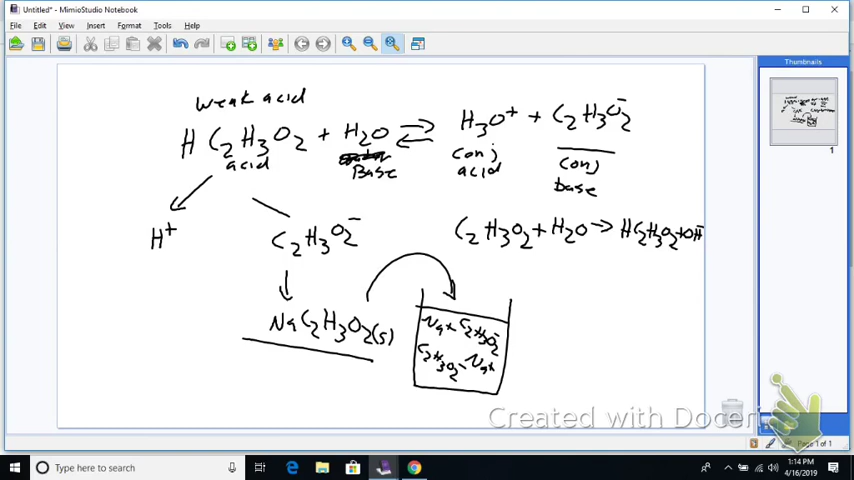 Untitled* - MimioStudio Notebook
File Edit View Insert Format Tools Help
Thumbnails
1
weak acid
HC₂H₃O₂ + H₂O ⇌ H₃O⁺ + C₂H₃O₂⁻
acid Base conj acid conj base
H⁺ C₂H₃O₂⁻ C₂H₃O₂ + H₂O → HC₂H₃O₂ + OH⁻
NaC₂H₃O₂(s)
Na⁺ C₂H₃O₂⁻
C₂H₃O₂⁻ Na⁺
Created with Doceri
Page 1 of 1
Type here to search
1:14 PM
4/16/2019